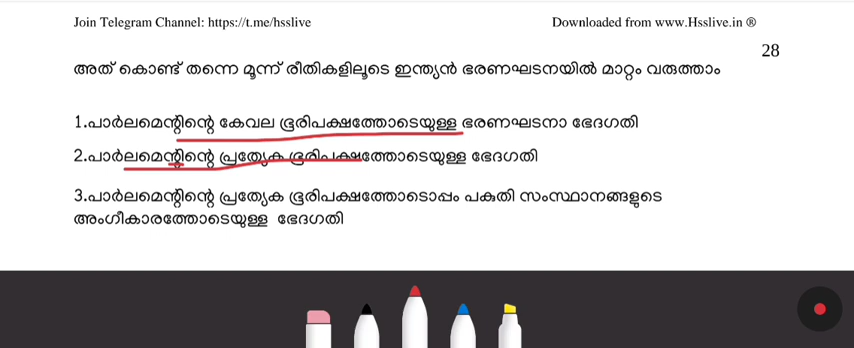 Join Telegram Channel: https://t.me/hsslive Downloaded from www.Hsslive.in ®
28
അത് കൊണ്ട് തന്നെ മൂന്ന് രീതികളിലൂടെ ഇന്ത്യൻ ഭരണഘടനയിൽ മാറ്റം വരുത്താം
1.പാർലമെന്റിന്റെ കേവല ഭൂരിപക്ഷത്തോടെയുള്ള ഭരണഘടനാ ഭേദഗതി
2.പാർലമെന്റിന്റെ പ്രത്യേക ഭൂരിപക്ഷത്തോടെയുള്ള ഭേദഗതി
3.പാർലമെന്റിന്റെ പ്രത്യേക ഭൂരിപക്ഷത്തോടൊപ്പം പകുതി സംസ്ഥാനങ്ങളുടെ
അംഗീകാരത്തോടെയുള്ള ഭേദഗതി